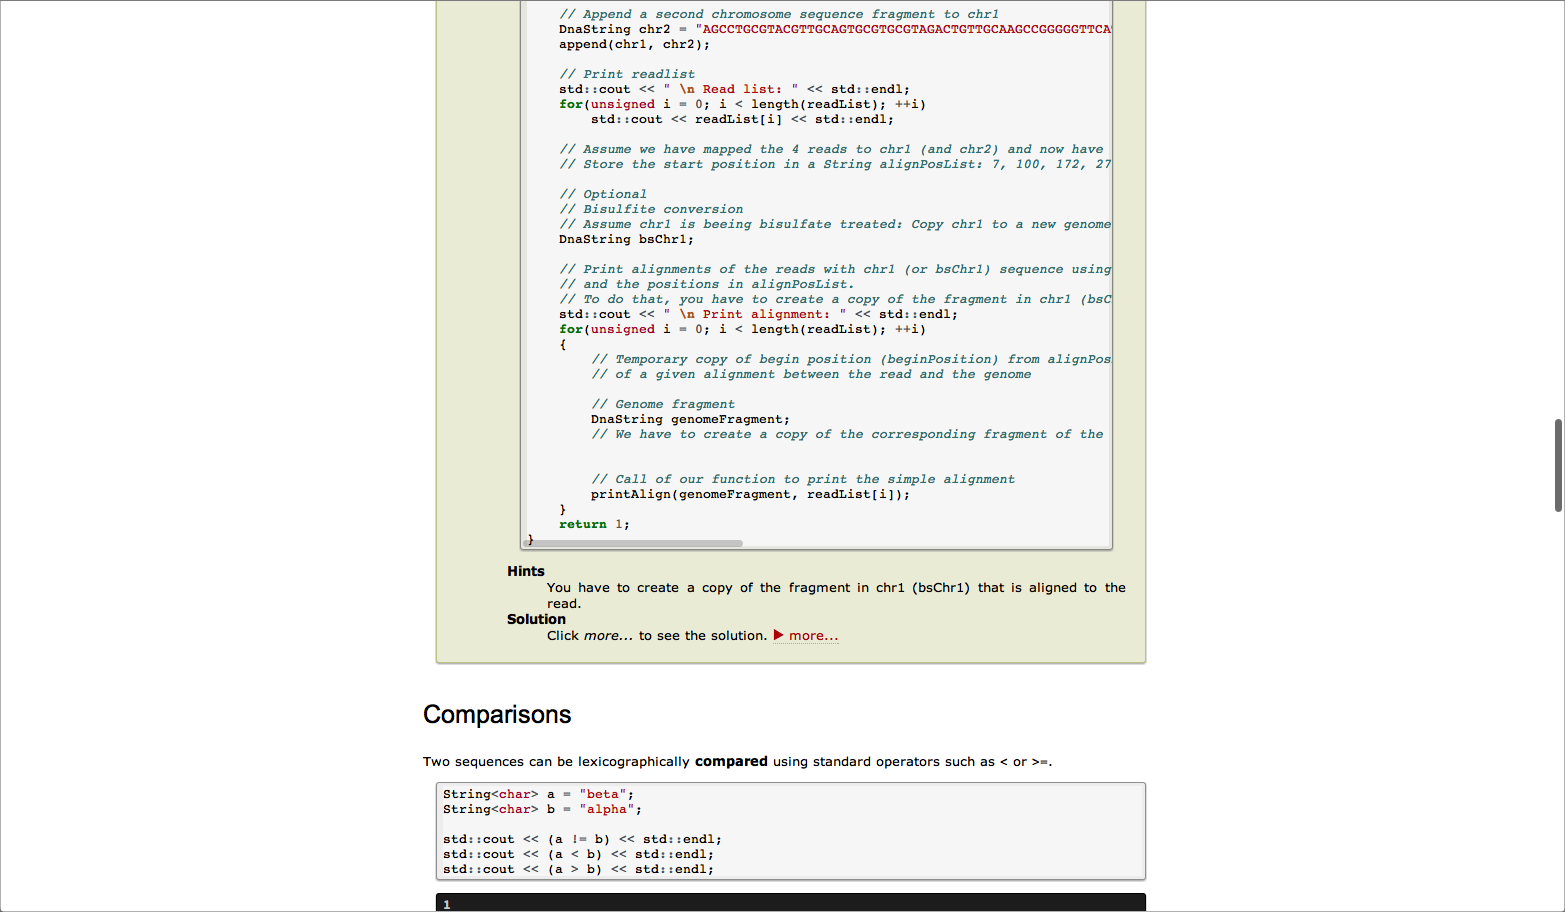 // Append a second chromosome sequence fragment to chr1
DnaString chr2 = "AGCCTGCGTACGTTGCAGTGCGTGCGTAGACTGTTGCAAGCCGGGGGTTCA
append(chr1, chr2);
// Print readlist
std::cout << " \n Read list: " << std::endl;
for(unsigned i = 0; i < length(readList); ++i)
std::cout << readList[i] << std::endl;
// Assume we have mapped the 4 reads to chr1 (and chr2) and now have
// Store the start position in a String alignPosList: 7, 100, 172, 27
// Optional
// Bisulfite conversion
// Assume chr1 is beeing bisulfate treated: Copy chr1 to a new genome
DnaString bsChr1;
// Print alignments of the reads with chr1 (or bsChr1) sequence using
// and the positions in alignPosList.
// To do that, you have to create a copy of the fragment in chr1 (bsC
std::cout << " \n Print alignment: " << std::endl;
for(unsigned i = 0; i < length(readList); ++i)
{
// Temporary copy of begin position (beginPosition) from alignPos
// of a given alignment between the read and the genome
// Genome fragment
DnaString genomeFragment;
// We have to create a copy of the corresponding fragment of the
// Call of our function to print the simple alignment
printAlign(genomeFragment, readList[i]);
}
return 1;
}
Hints
You have to create a copy of the fragment in chr1 (bsChr1) that is aligned to the
read.
Solution
Click more... to see the solution. ▶ more...
Comparisons
Two sequences can be lexicographically compared using standard operators such as < or >=.
String<char> a = "beta";
String<char> b = "alpha";
std::cout << (a != b) << std::endl;
std::cout << (a < b) << std::endl;
std::cout << (a > b) << std::endl;
1